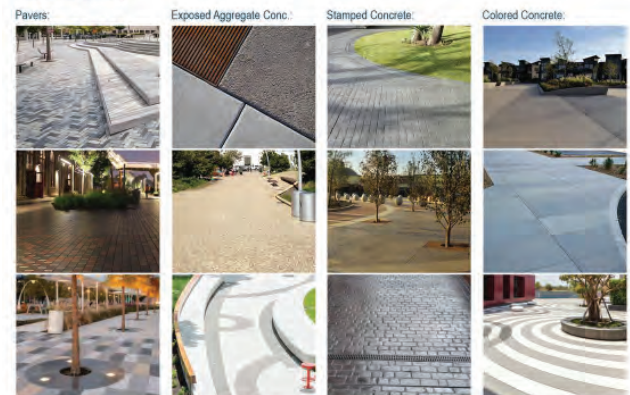 Pavers:
Exposed Aggregate Conc.:
Stamped Concrete:
Colored Concrete: